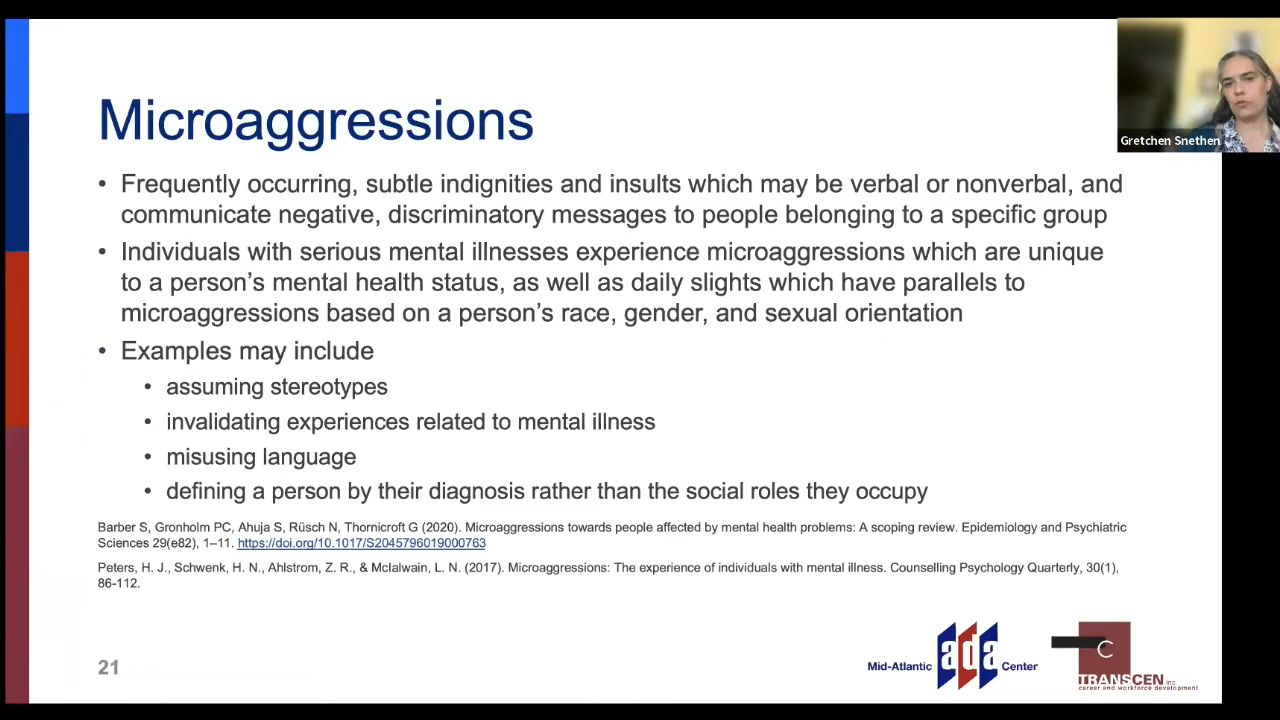 Microaggressions
• Frequently occurring, subtle indignities and insults which may be verbal or nonverbal, and
communicate negative, discriminatory messages to people belonging to a specific group
• Individuals with serious mental illnesses experience microaggressions which are unique
to a person's mental health status, as well as daily slights which have parallels to
microaggressions based on a person's race, gender, and sexual orientation
• Examples may include
• assuming stereotypes
• invalidating experiences related to mental illness
• misusing language
• defining a person by their diagnosis rather than the social roles they occupy
Barber S, Gronholm PC, Ahuja S, Rüsch N, Thornicroft G (2020). Microaggressions towards people affected by mental health problems: A scoping review. Epidemiology and Psychiatric
Sciences 29(e82), 1–11. https://doi.org/10.1017/S2045796019000763
Peters, H. J., Schwenk, H. N., Ahlstrom, Z. R., & McIalwain, L. N. (2017). Microaggressions: The experience of individuals with mental illness. Counselling Psychology Quarterly, 30(1),
86-112.
21
Mid-Atlantic ada Center
C
TRANSCEN inc.
career and workforce development
Gretchen Snethen